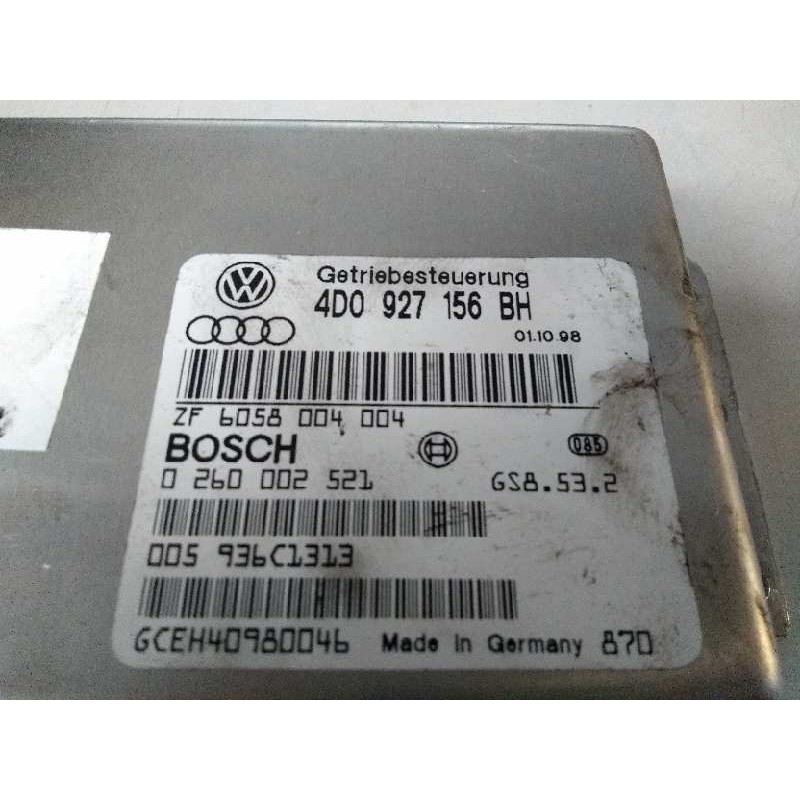 Getriebesteuerung
4D0 927 156 BH
01.10.98
ZF 6058 004 004
BOSCH
085
0 260 002 521 GS8.53.2
005 936C1313
GCEH40980046 Made in Germany 870